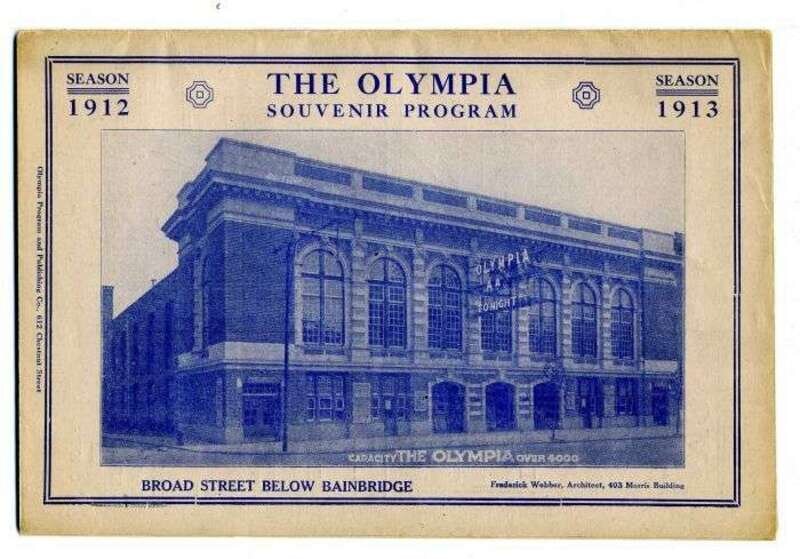 SEASON
1912
THE OLYMPIA
SOUVENIR PROGRAM
SEASON
1913
Olympia Program and Publishing Co., 612 Chestnut Street
OLYMPIA
A.A.
TONIGHT
CAPACITY THE OLYMPIA OVER 4000
BROAD STREET BELOW BAINBRIDGE
Frederick Webber, Architect, 403 Morris Building